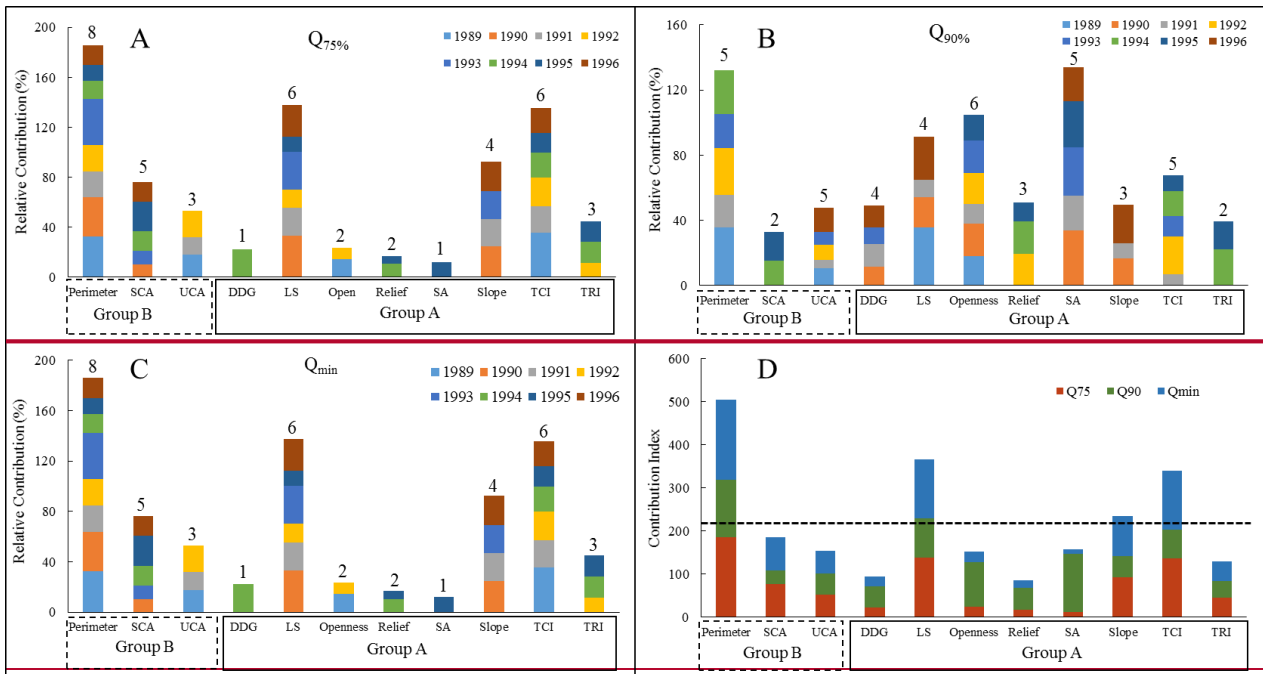 A
Q75%
1989 1990 1991 1992
1993 1994 1995 1996
Relative Contribution (%)
200
160
120
80
40
0
8
5
3
1
6
2
2
1
4
6
3
Perimeter SCA UCA DDG LS Open Relief SA Slope TCI TRI
Group B Group A
B
Q90%
1989 1990 1991 1992
1993 1994 1995 1996
Relative Contribution (%)
160
120
80
40
0
5
2
5
4
4
6
3
5
3
5
2
Perimeter SCA UCA DDG LS Openness Relief SA Slope TCI TRI
Group B Group A
C
Qmin
1989 1990 1991 1992
1993 1994 1995 1996
Relative Contribution (%)
200
160
120
80
40
0
8
5
3
1
6
2
2
1
4
6
3
Perimeter SCA UCA DDG LS Openness Relief SA Slope TCI TRI
Group B Group A
D
Q75 Q90 Qmin
Contribution Index
600
500
400
300
200
100
0
Perimeter SCA UCA DDG LS Openness Relief SA Slope TCI TRI
Group B Group A